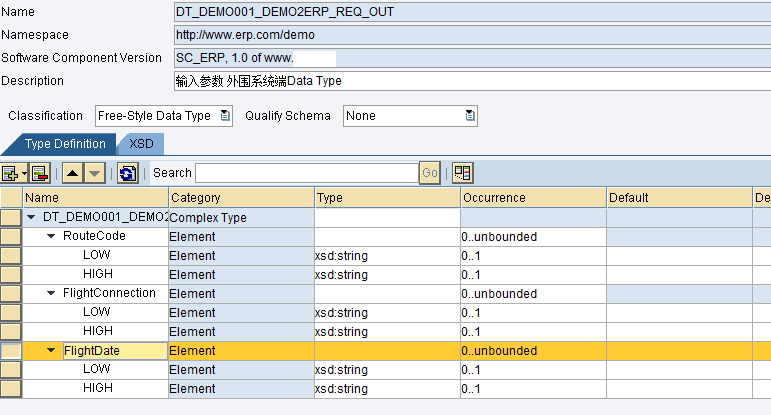 Name DT_DEMO001_DEMO2ERP_REQ_OUT
Namespace http://www.erp.com/demo
Software Component Version SC_ERP, 1.0 of www.
Description 输入参数 外围系统端Data Type
Classification Free-Style Data Type Qualify Schema None
Type Definition XSD
Search Go
Name Category Type Occurrence Default De
DT_DEMO001_DEMO2 Complex Type
RouteCode Element 0..unbounded
LOW Element xsd:string 0..1
HIGH Element xsd:string 0..1
FlightConnection Element 0..unbounded
LOW Element xsd:string 0..1
HIGH Element xsd:string 0..1
FlightDate Element 0..unbounded
LOW Element xsd:string 0..1
HIGH Element xsd:string 0..1